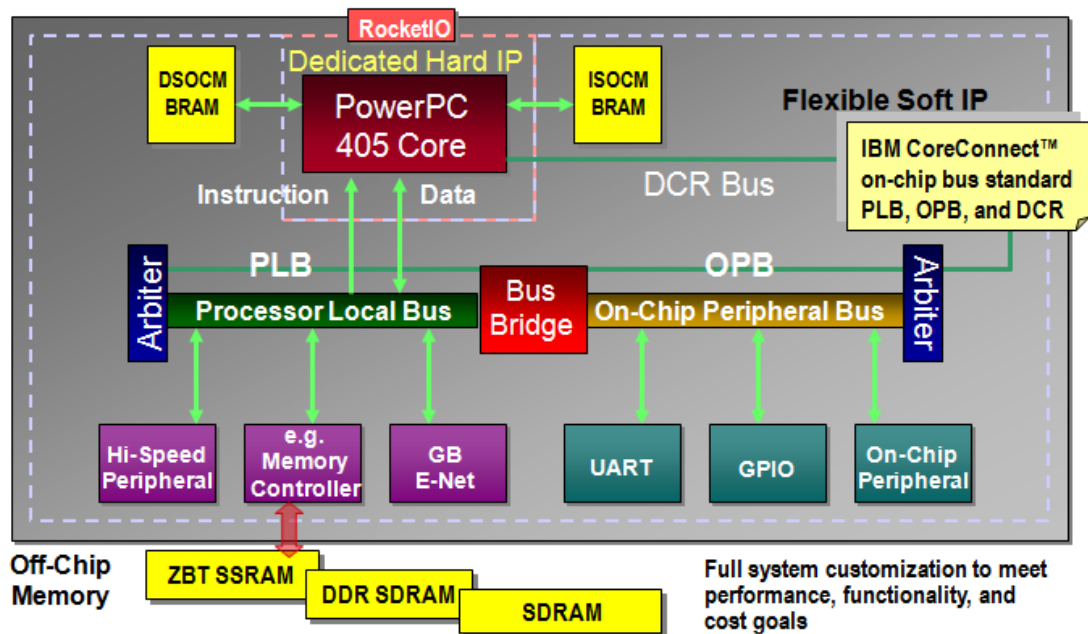 RocketIO
Dedicated Hard IP
DSOCM
BRAM
PowerPC
405 Core
ISOCM
BRAM
Flexible Soft IP
IBM CoreConnect™
on-chip bus standard
PLB, OPB, and DCR
DCR Bus
Instruction
Data
Arbiter
PLB
Processor Local Bus
Bus
Bridge
OPB
On-Chip Peripheral Bus
Arbiter
Hi-Speed
Peripheral
e.g.
Memory
Controller
GB
E-Net
UART
GPIO
On-Chip
Peripheral
Off-Chip
Memory
ZBT SSRAM
DDR SDRAM
SDRAM
Full system customization to meet
performance, functionality, and
cost goals